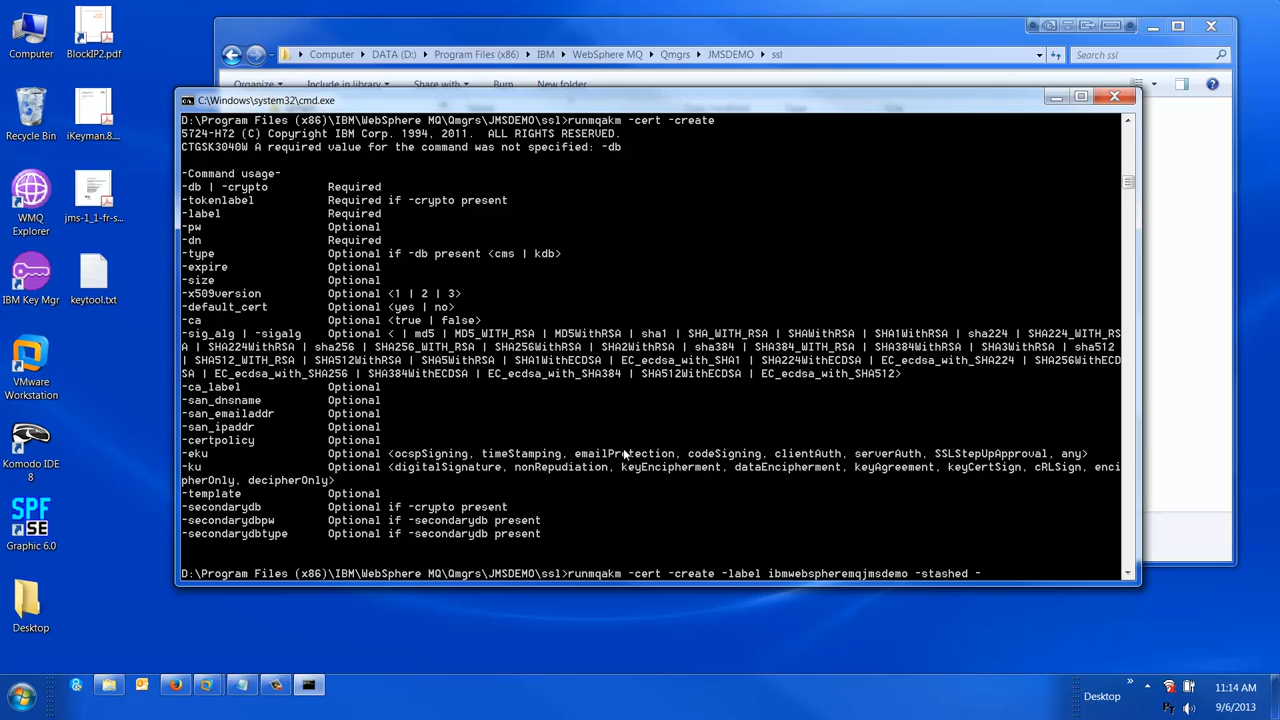 Computer
BlockIP2.pdf
Recycle Bin
iKeyman.8....
WMQ
Explorer
jms-1_1-fr-s...
IBM Key Mgr
keytool.txt
VMware
Workstation
Komodo IDE
8
SPF
SE
Graphic 6.0
Desktop
Computer DATA (D:) Program Files (x86) IBM WebSphere MQ Qmgrs JMSDEMO ssl
Search ssl
Organize Include in library Share with Burn New folder
C:\Windows\system32\cmd.exe
D:\Program Files (x86)\IBM\WebSphere MQ\Qmgrs\JMSDEMO\ssl>runmqakm -cert -create
5724-H72 (C) Copyright IBM Corp. 1994, 2011.  ALL RIGHTS RESERVED.
CTGSK3040W A required value for the command was not specified: -db
-Command usage-
-db | -crypto Required
-tokenlabel Required if -crypto present
-label Required
-pw Optional
-dn Required
-type Optional if -db present <cms | kdb>
-expire Optional
-size Optional
-x509version Optional <1 | 2 | 3>
-default_cert Optional <yes | no>
-ca Optional <true | false>
-sig_alg | -sigalg Optional < | md5 | MD5_WITH_RSA | MD5WithRSA | sha1 | SHA_WITH_RSA | SHAWithRSA | SHA1WithRSA | sha224 | SHA224_WITH_RS
A | SHA224WithRSA | sha256 | SHA256_WITH_RSA | SHA256WithRSA | SHA2WithRSA | sha384 | SHA384_WITH_RSA | SHA384WithRSA | SHA3WithRSA | sha512
| SHA512_WITH_RSA | SHA512WithRSA | SHA5WithRSA | SHA1WithECDSA | EC_ecdsa_with_SHA1 | SHA224WithECDSA | EC_ecdsa_with_SHA224 | SHA256WithECD
SA | EC_ecdsa_with_SHA256 | SHA384WithECDSA | EC_ecdsa_with_SHA384 | SHA512WithECDSA | EC_ecdsa_with_SHA512>
-ca_label Optional
-san_dnsname Optional
-san_emailaddr Optional
-san_ipaddr Optional
-certpolicy Optional
-eku Optional <ocspSigning, timeStamping, emailProtection, codeSigning, clientAuth, serverAuth, SSLStepUpApproval, any>
-ku Optional <digitalSignature, nonRepudiation, keyEncipherment, dataEncipherment, keyAgreement, keyCertSign, cRLSign, enci
pherOnly, decipherOnly>
-template Optional
-secondarydb Optional if -crypto present
-secondarydbpw Optional if -secondarydb present
-secondarydbtype Optional if -secondarydb present
D:\Program Files (x86)\IBM\WebSphere MQ\Qmgrs\JMSDEMO\ssl>runmqakm -cert -create -label ibmwebspheremqjmsdemo -stashed -
Desktop
11:14 AM
9/6/2013